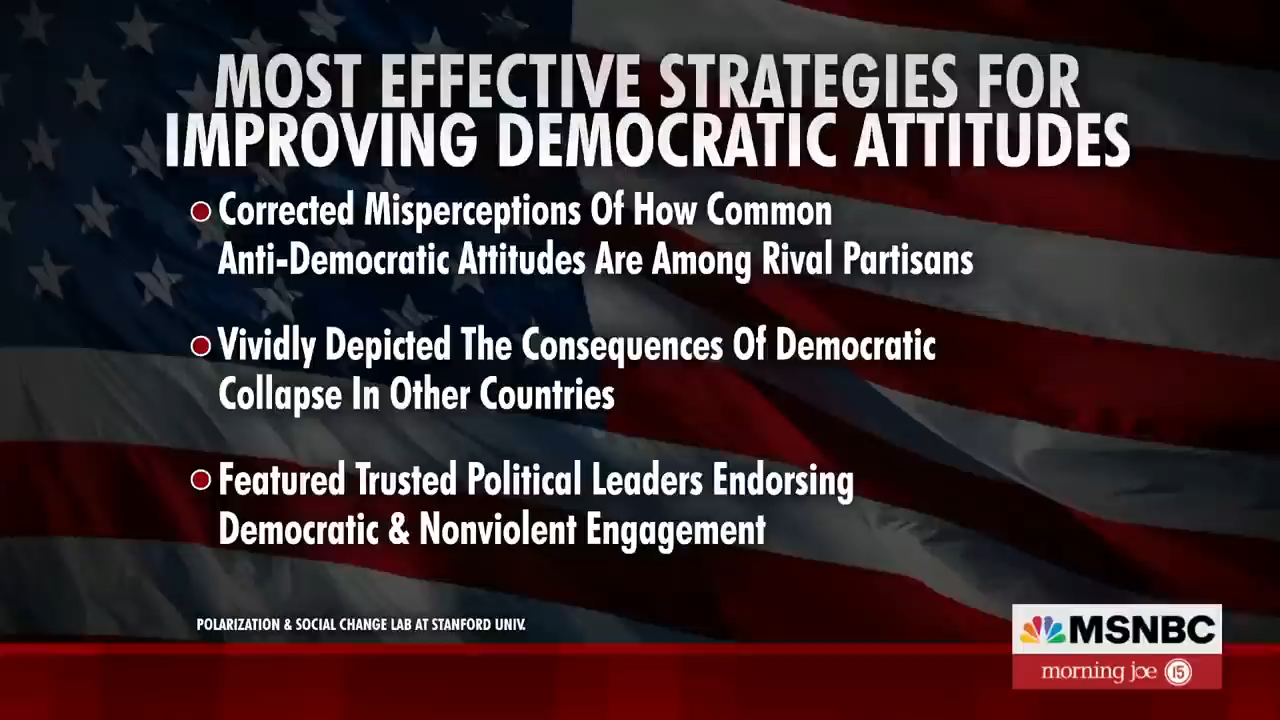 MOST EFFECTIVE STRATEGIES FOR
IMPROVING DEMOCRATIC ATTITUDES
Corrected Misperceptions Of How Common
Anti-Democratic Attitudes Are Among Rival Partisans
Vividly Depicted The Consequences Of Democratic
Collapse In Other Countries
Featured Trusted Political Leaders Endorsing
Democratic & Nonviolent Engagement
POLARIZATION & SOCIAL CHANGE LAB AT STANFORD UNIV.
MSNBC
morning joe 15